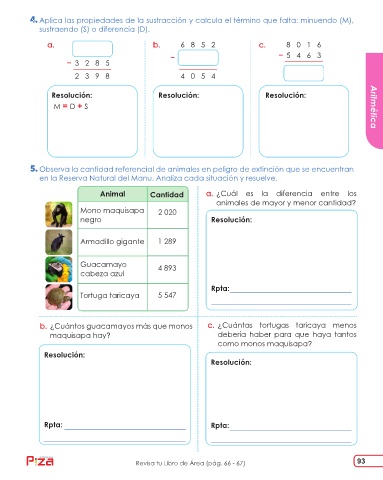 4. Aplica las propiedades de la sustracción y calcula el término que falta: minuendo (M),
sustraendo (S) o diferencia (D).
a.
- 3 2 8 5
2 3 9 8
b. 6 8 5 2
-
4 0 5 4
c. 8 0 1 6
- 5 4 6 3
Resolución:
M = D + S
Resolución:
Resolución:
Aritmética
5. Observa la cantidad referencial de animales en peligro de extinción que se encuentran
en la Reserva Natural del Manu. Analiza cada situación y resuelve.
Animal Cantidad
Mono maquisapa
negro
2 020
Armadillo gigante 1 289
Guacamayo
cabeza azul
4 893
Tortuga taricaya 5 547
a. ¿Cuál es la diferencia entre los
animales de mayor y menor cantidad?
Resolución:
Rpta:
b. ¿Cuántos guacamayos más que monos
maquisapa hay?
Resolución:
Rpta:
c. ¿Cuántas tortugas taricaya menos
debería haber para que haya tantos
como monos maquisapa?
Resolución:
Rpta:
Piza
Revisa tu Libro de Área (pág. 66 - 67)
93